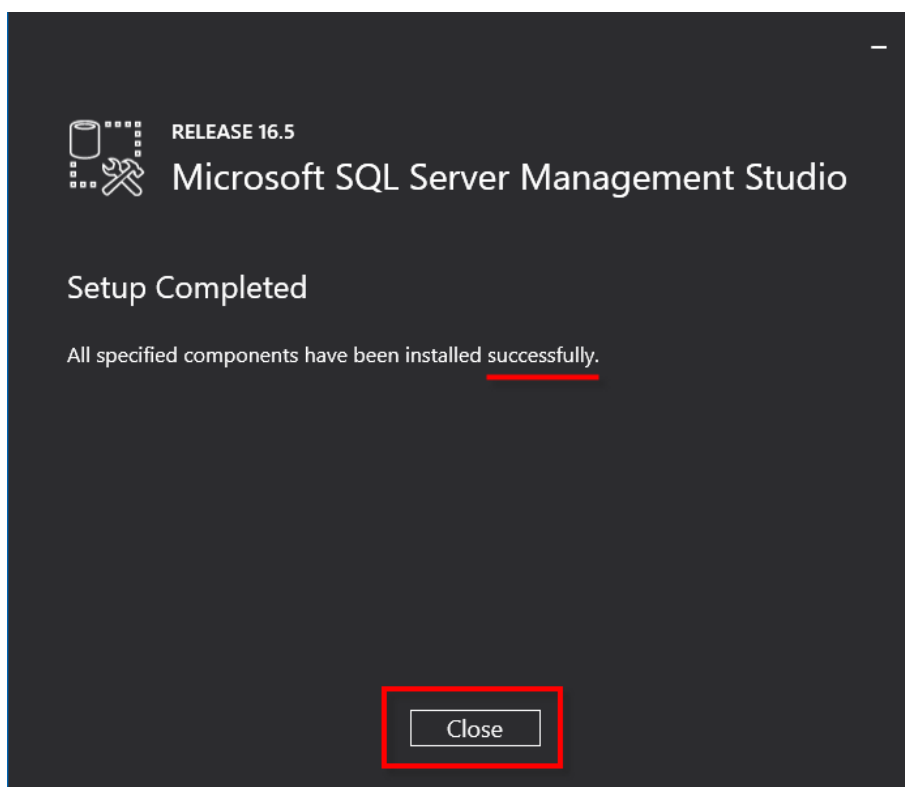 RELEASE 16.5
Microsoft SQL Server Management Studio
Setup Completed
All specified components have been installed successfully.
Close